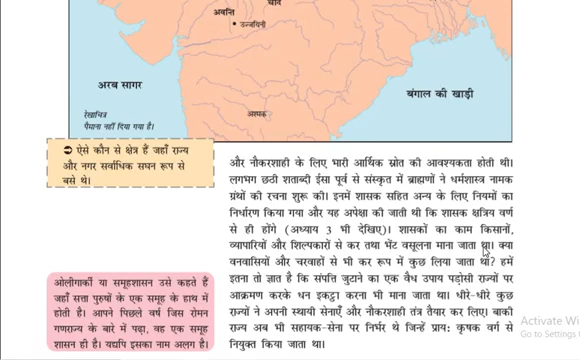 अवन्ति
उज्जयिनी
अश्मक
अरब सागर
बंगाल की खाड़ी
रेखाचित्र
पैमाना नहीं दिया गया है।
ऐसे कौन से क्षेत्र हैं जहाँ राज्य
और नगर सर्वाधिक सघन रूप से
बसे थे।
और नौकरशाही के लिए भारी आर्थिक स्रोत की आवश्यकता होती थी।
लगभग छठी शताब्दी ईसा पूर्व से संस्कृत में ब्राह्मणों ने धर्मशास्त्र नामक
ग्रंथों की रचना शुरू की। इनमें शासक सहित अन्य के लिए नियमों का
निर्धारण किया गया और यह अपेक्षा की जाती थी कि शासक क्षत्रिय वर्ण
से ही होंगे (अध्याय 3 भी देखिए)। शासकों का काम किसानों,
व्यापारियों और शिल्पकारों से कर तथा भेंट वसूलना माना जाता था। क्या
वनवासियों और चरवाहों से भी कर रूप में कुछ लिया जाता था? हमें
इतना तो ज्ञात है कि संपत्ति जुटाने का एक वैध उपाय पड़ोसी राज्यों पर
आक्रमण करके धन इकट्ठा करना भी माना जाता था। धीरे-धीरे कुछ
राज्यों ने अपनी स्थायी सेनाएँ और नौकरशाही तंत्र तैयार कर लिए। बाकी
राज्य अब भी सहायक-सेना पर निर्भर थे जिन्हें प्राय: कृषक वर्ग से
नियुक्त किया जाता था।
ओलीगार्की या समूहशासन उसे कहते हैं
जहाँ सत्ता पुरुषों के एक समूह के हाथ में
होती है। आपने पिछले वर्ष जिस रोमन
गणराज्य के बारे में पढ़ा, वह एक समूह
शासन ही है। यद्यपि इसका नाम अलग है।
Activate Wi
Go to Settings